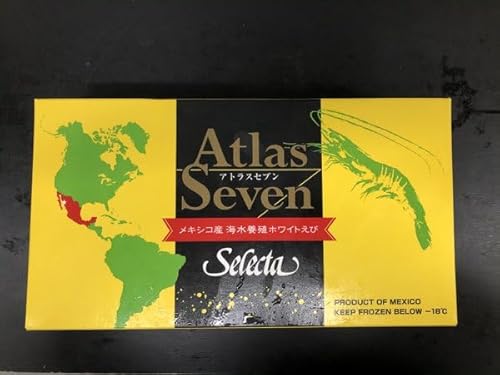 Atlas
アトラスセブン
Seven
メキシコ産 海水養殖ホワイトえび
Selecta
PRODUCT OF MEXICO
KEEP FROZEN BELOW −18℃